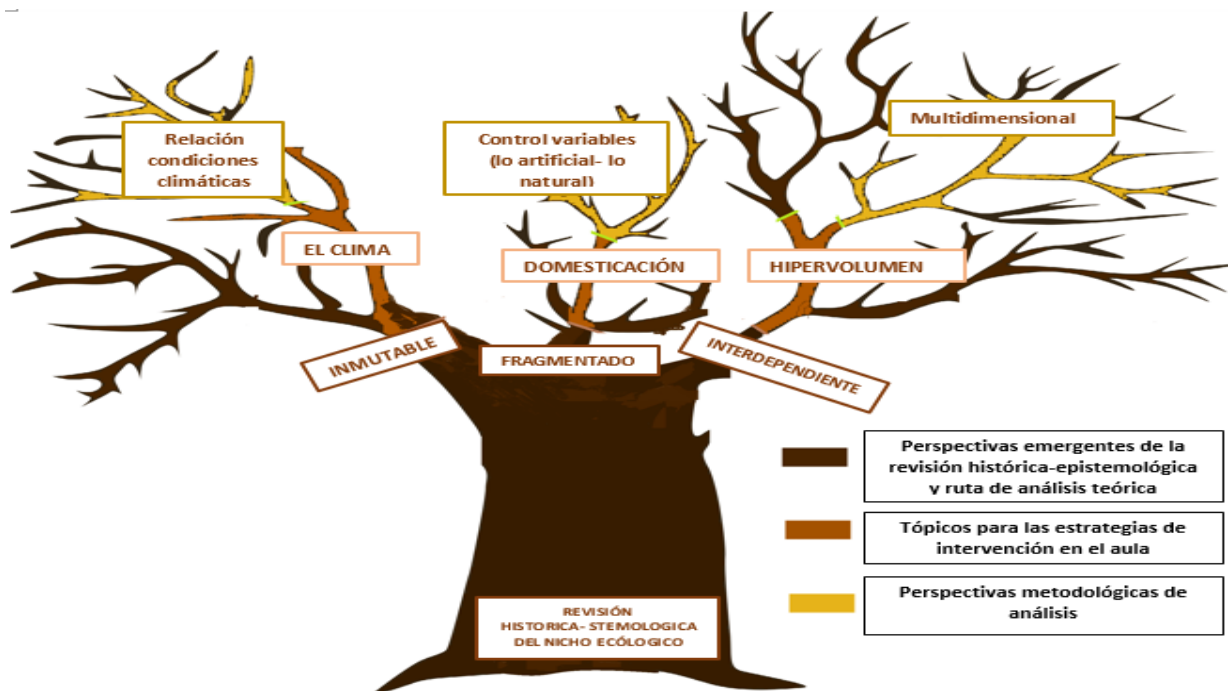 Relación
condiciones
climáticas
Control variables
(lo artificial- lo
natural)
Multidimensional
EL CLIMA
DOMESTICACIÓN
HIPERVOLUMEN
INMUTABLE
FRAGMENTADO
INTERDEPENDIENTE
Perspectivas emergentes de la
revisión histórica-epistemológica
y ruta de análisis teórica
Tópicos para las estrategias de
intervención en el aula
Perspectivas metodológicas de
análisis
REVISIÓN
HISTORICA- STEMOLOGICA
DEL NICHO ECÓLOGICO